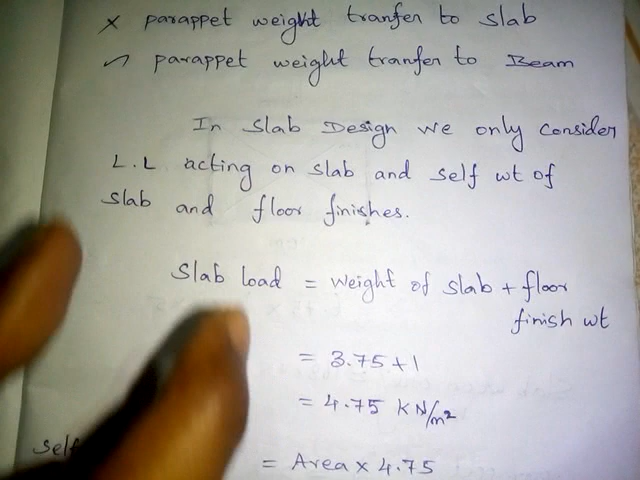 × parappet weight tranfer to slab
✓ parappet weight tranfer to Beam
In Slab Design we only consider
L.L acting on slab and self wt of
slab and floor finishes.
Slab load = weight of slab + floor
finish wt
= 3.75+1
= 4.75 KN/m²
Self
= Area × 4.75